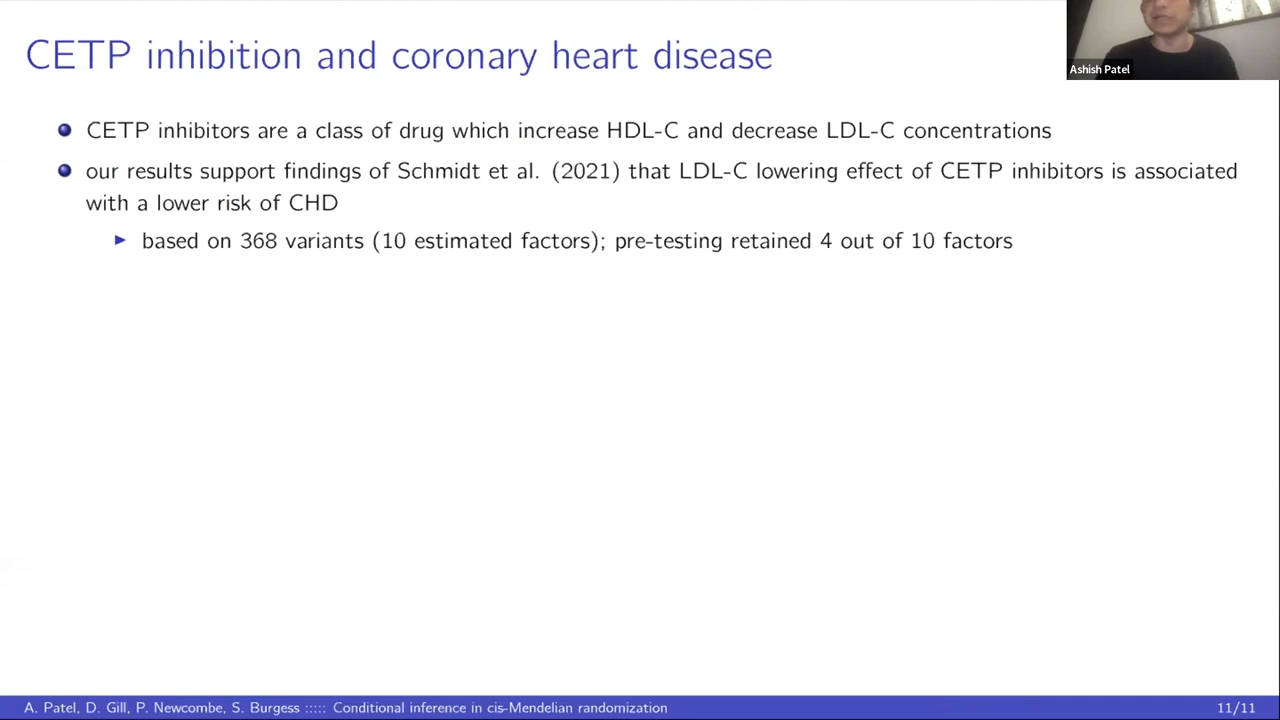 CETP inhibition and coronary heart disease
Ashish Patel
CETP inhibitors are a class of drug which increase HDL-C and decrease LDL-C concentrations
our results support findings of Schmidt et al. (2021) that LDL-C lowering effect of CETP inhibitors is associated
with a lower risk of CHD
based on 368 variants (10 estimated factors); pre-testing retained 4 out of 10 factors
A. Patel, D. Gill, P. Newcombe, S. Burgess ::::: Conditional inference in cis-Mendelian randomization
11/11